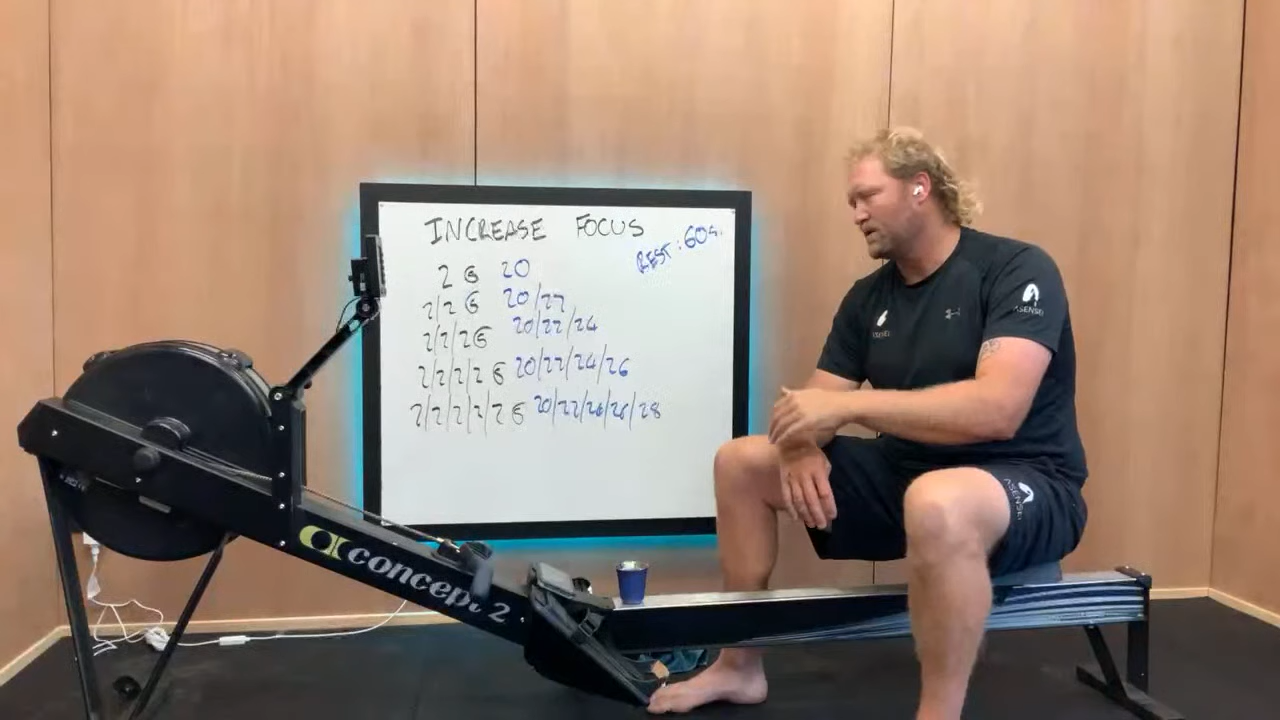 INCREASE FOCUS
REST: 60s.
2 @ 20
2/2 @ 20/22
2/2/2 @ 20/22/24
2/2/2/2 @ 20/22/24/26
2/2/2/2/2 @ 20/22/24/26/28
concept 2
ASENSEI
ASENSEI